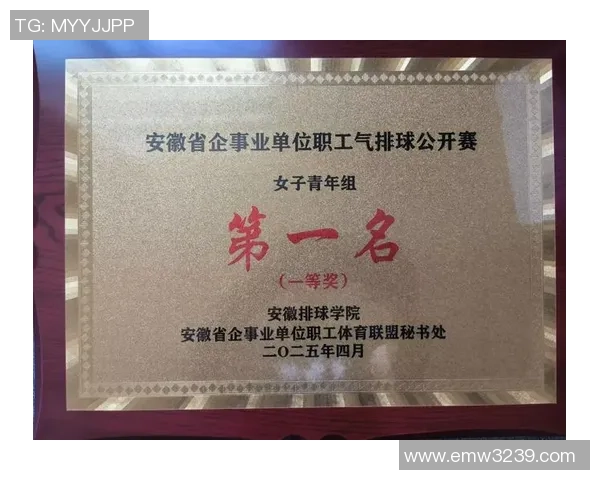 TG: MYYJJPP
安徽省企事业单位职工气排球公开赛
女子青年组
第一名
（一等奖）
安徽排球学院
安徽省企事业单位职工体育联盟秘书处
二〇二五年四月
www.emw3239.com